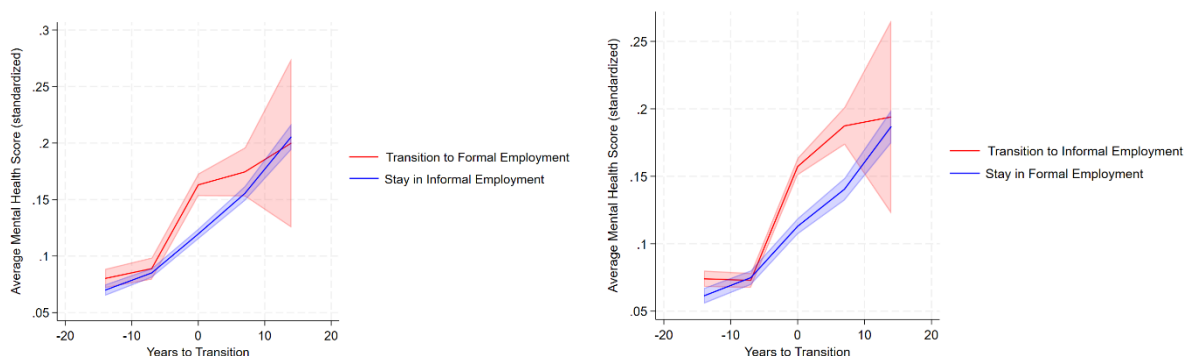 Average Mental Health Score (standardized)
.3
.25
.2
.15
.1
.05
-20
-10
0
10
20
Years to Transition
Transition to Formal Employment
Stay in Informal Employment
Average Mental Health Score (standardized)
.25
.2
.15
.1
.05
-20
-10
0
10
20
Years to Transition
Transition to Informal Employment
Stay in Formal Employment